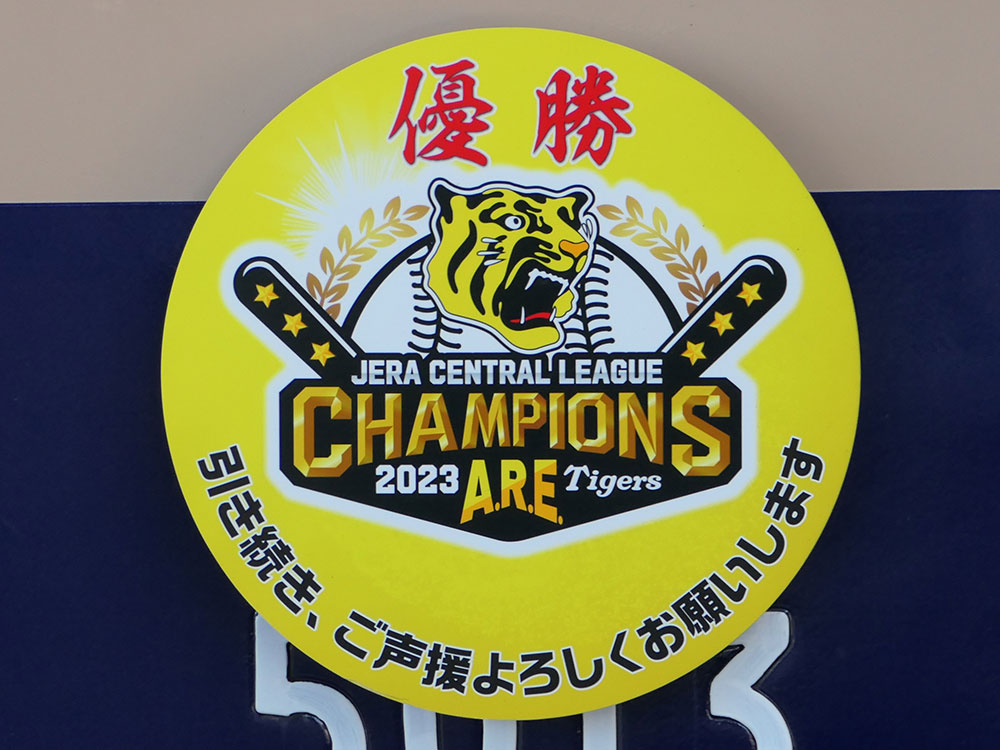 優勝
JERA CENTRAL LEAGUE
CHAMPIONS
2023 A.R.E. Tigers
引き続き、ご声援よろしくお願いします